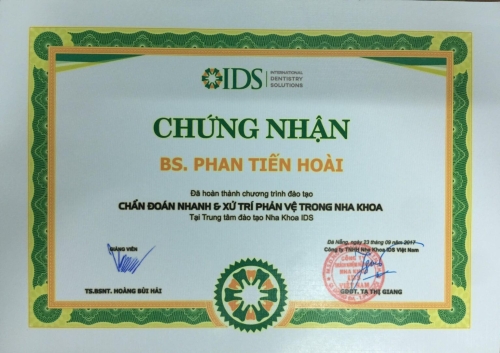 IDS
INTERNATIONAL
DENTISTRY
SOLUTIONS
CHỨNG NHẬN
BS. PHAN TIẾN HOÀI
Đã hoàn thành chương trình đào tạo
CHẨN ĐOÁN NHANH & XỬ TRÍ PHẢN VỆ TRONG NHA KHOA
Tại Trung tâm đào tạo Nha Khoa IDS
Đà Nẵng, ngày 23 tháng 09 năm 2017
GIẢNG VIÊN
Công ty TNHH Nha Khoa IDS Việt Nam
TS.BSNT. HOÀNG BÙI HẢI
GĐĐT. TẠ THỊ GIANG